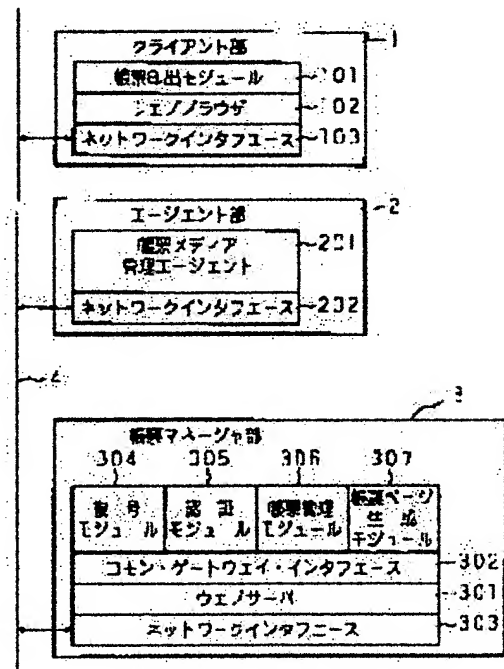 クライアント部
1
帳票抽出モジュール
101
ウェブブラウザ
102
ネットワークインタフェース
103
エージェント部
2
帳票メディア
管理エージェント
201
ネットワークインタフェース
202
4
3
帳票マネージャ部
304
305
306
307
復号
モジュール
認証
モジュール
帳票管理
モジュール
帳票ページ
生成
モジュール
コモン・ゲートウェイ・インタフェース
302
ウェブサーバ
301
ネットワークインタフェース
303